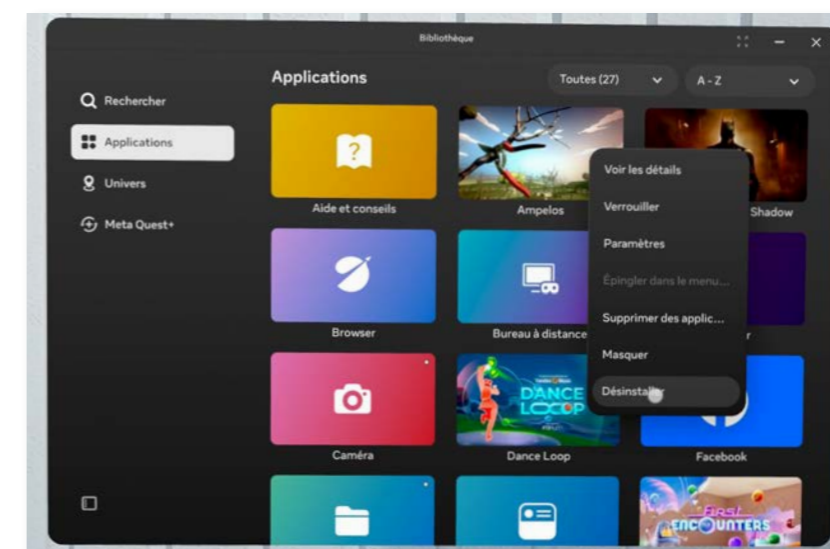 Bibliothèque
Applications
Toutes (27)
A - Z
Rechercher
Applications
Univers
Meta Quest+
Aide et conseils
Ampelos
Shadow
Voir les détails
Verrouiller
Paramètres
Épingler dans le menu...
Supprimer des applic...
Masquer
Désinstaller
Browser
Bureau à distance
r
DANCE
LOOP
Caméra
Dance Loop
Facebook
FIRST
ENCOUNTERS